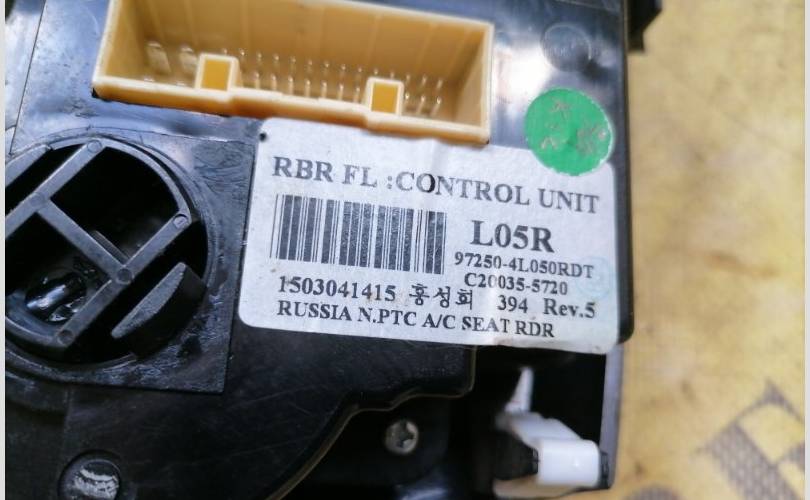 RBR FL :CONTROL UNIT
L05R
97250-4L050RDT
C20035-5720
1503041415 홍성희 394 Rev.5
RUSSIA N.PTC A/C SEAT RDR